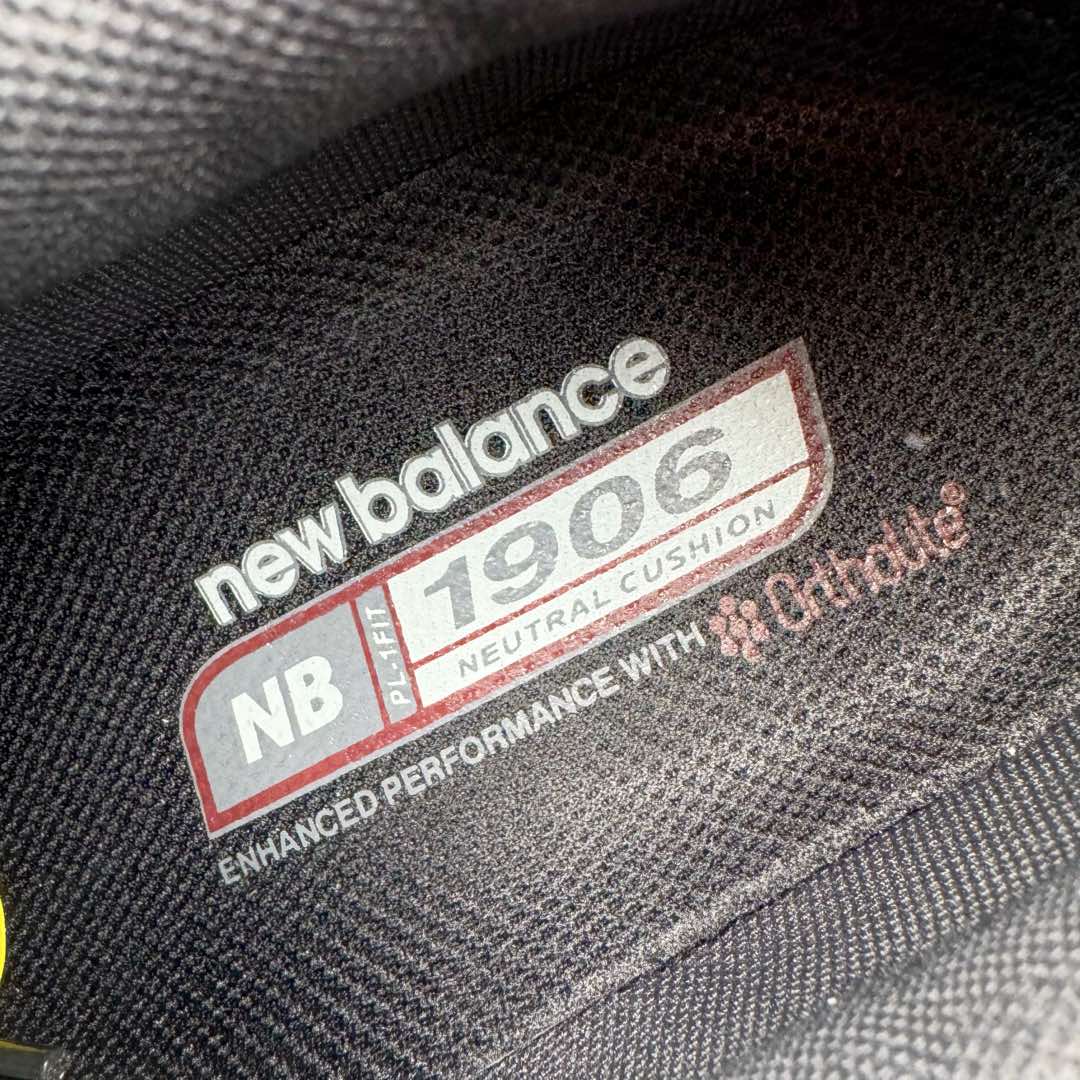 new balance
NB
PL-1FIT
1906
NEUTRAL CUSHION
ENHANCED PERFORMANCE WITH Ortholite®